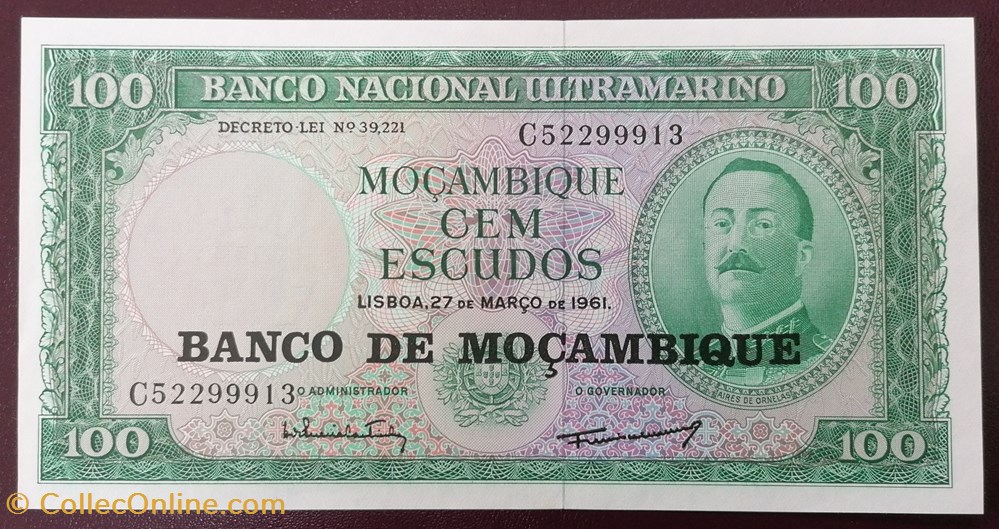 100 100
BANCO NACIONAL ULTRAMARINO
DECRETO-LEI Nº 39,221
C52299913
MOÇAMBIQUE
CEM
ESCUDOS
LISBOA, 27 DE MARÇO DE 1961.
BANCO DE MOÇAMBIQUE
C52299913 O ADMINISTRADOR O GOVERNADOR
AIRES DE ORNELAS
100 100
© CollecOnline.com